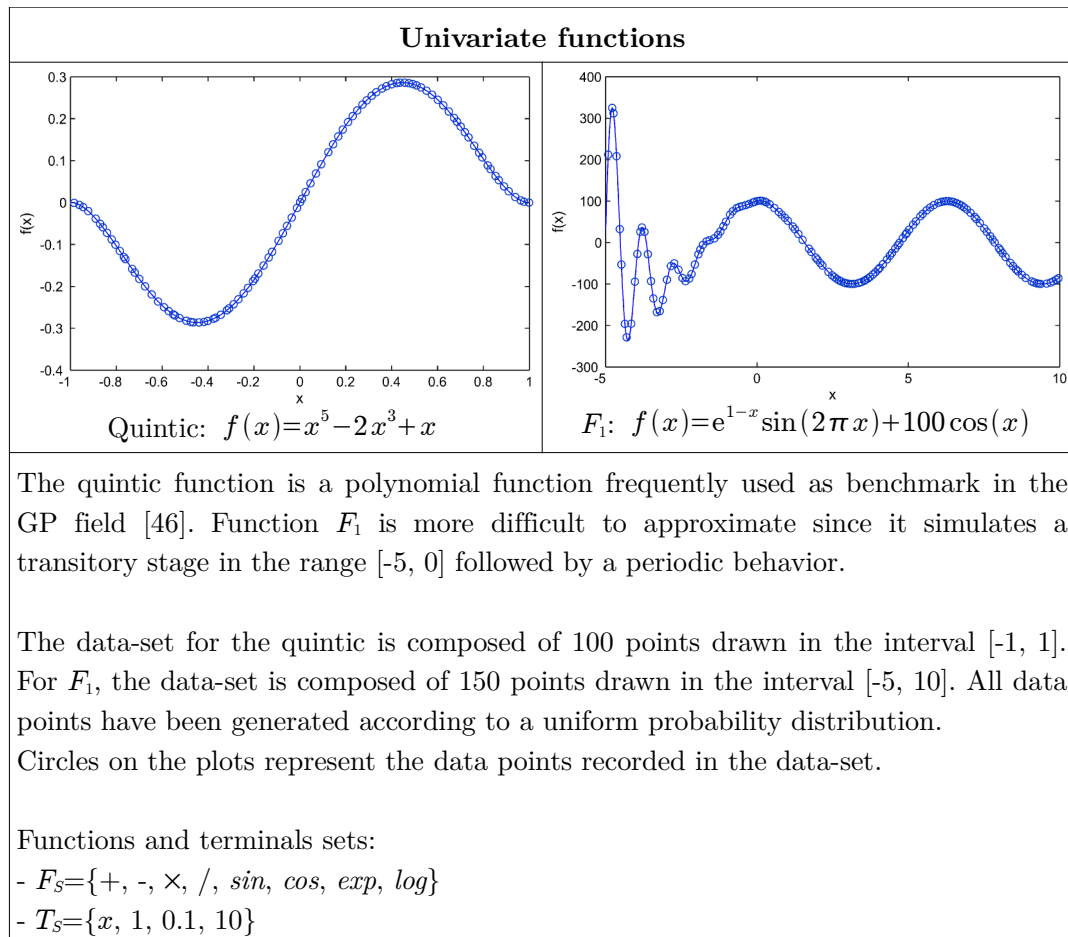 Univariate functions
0.3
0.2
0.1
0
-0.1
-0.2
-0.3
-0.4
f(x)
-1 -0.8 -0.6 -0.4 -0.2 0 0.2 0.4 0.6 0.8 1
x
Quintic: f(x)=x⁵−2x³+x
400
300
200
100
0
-100
-200
-300
f(x)
-5 0 5 10
x
F₁: f(x)=e¹⁻ˣ sin(2πx)+100cos(x)
The quintic function is a polynomial function frequently used as benchmark in the
GP field [46]. Function F₁ is more difficult to approximate since it simulates a
transitory stage in the range [-5, 0] followed by a periodic behavior.
The data-set for the quintic is composed of 100 points drawn in the interval [-1, 1].
For F₁, the data-set is composed of 150 points drawn in the interval [-5, 10]. All data
points have been generated according to a uniform probability distribution.
Circles on the plots represent the data points recorded in the data-set.
Functions and terminals sets:
- F_S={+, -, ×, /, sin, cos, exp, log}
- T_S={x, 1, 0.1, 10}